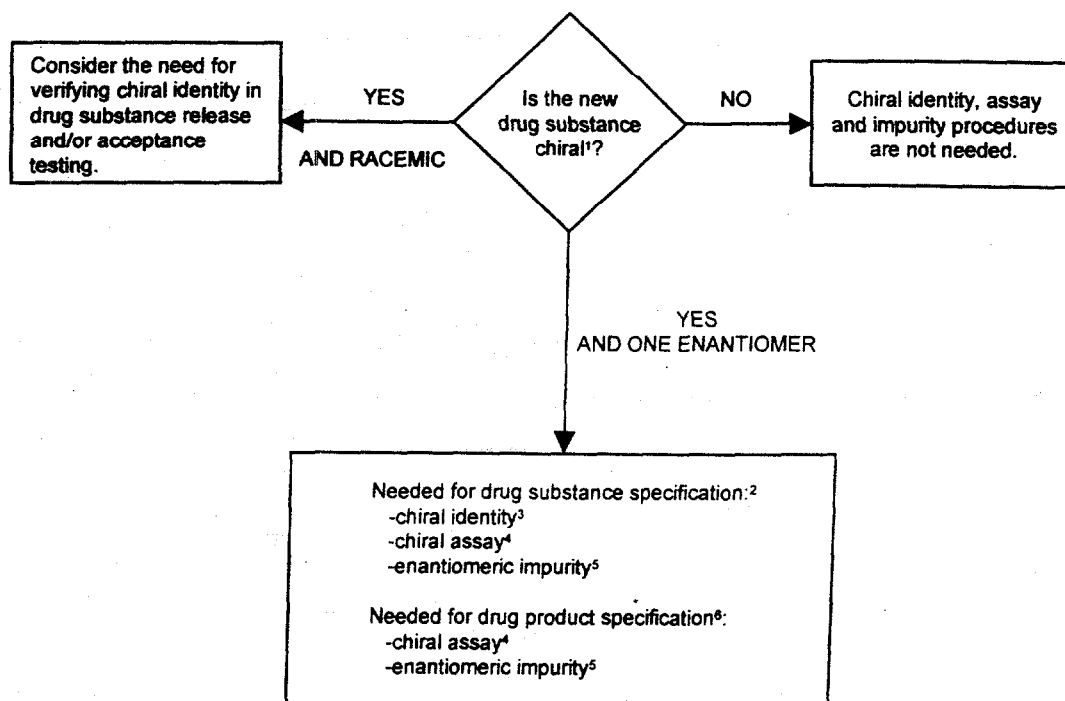 Consider the need for
verifying chiral identity in
drug substance release
and/or acceptance
testing.
YES
AND RACEMIC
Is the new
drug substance
chiral¹?
NO
Chiral identity, assay
and impurity procedures
are not needed.
YES
AND ONE ENANTIOMER
Needed for drug substance specification:²
-chiral identity³
-chiral assay⁴
-enantiomeric impurity⁵
Needed for drug product specification⁶:
-chiral assay⁴
-enantiomeric impurity⁵